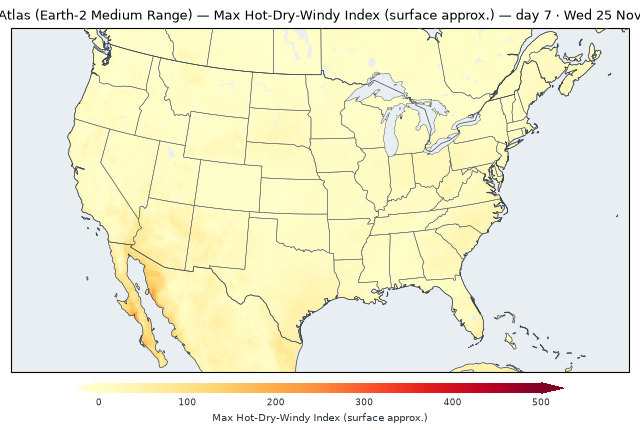 Atlas (Earth-2 Medium Range) — Max Hot-Dry-Windy Index (surface approx.) — day 7 · Wed 25 Nov
0 100 200 300 400 500
Max Hot-Dry-Windy Index (surface approx.)